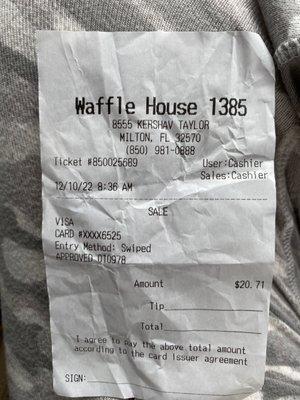 Waffle House 1385
8555 KERSHAV TAYLOR
MILTON, FL 32570
(850) 981-0888
Ticket #850025689 User:Cashier
Sales:Cashier
12/10/22 8:36 AM
SALE
VISA
CARD #XXXX6525
Entry Method: Swiped
APPROVED 010978
Amount $20.71
Tip
Total
I agree to pay the above total amount
according to the card issuer agreement
SIGN: